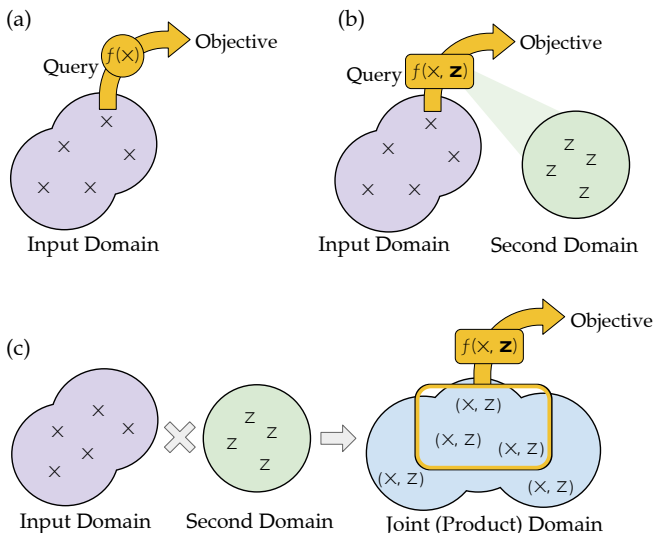 (a)
Objective
f(x)
Query
x
x
x
x
x
Input Domain
(b)
Objective
Query
f(x, z)
x
x
x
x
x
z
z
z
z
Input Domain
Second Domain
(c)
x
x
x
x
x
Input Domain
z
z
z
z
Second Domain
Objective
f(x, z)
(x, z)
(x, z)
(x, z)
(x, z)
(x, z)
Joint (Product) Domain